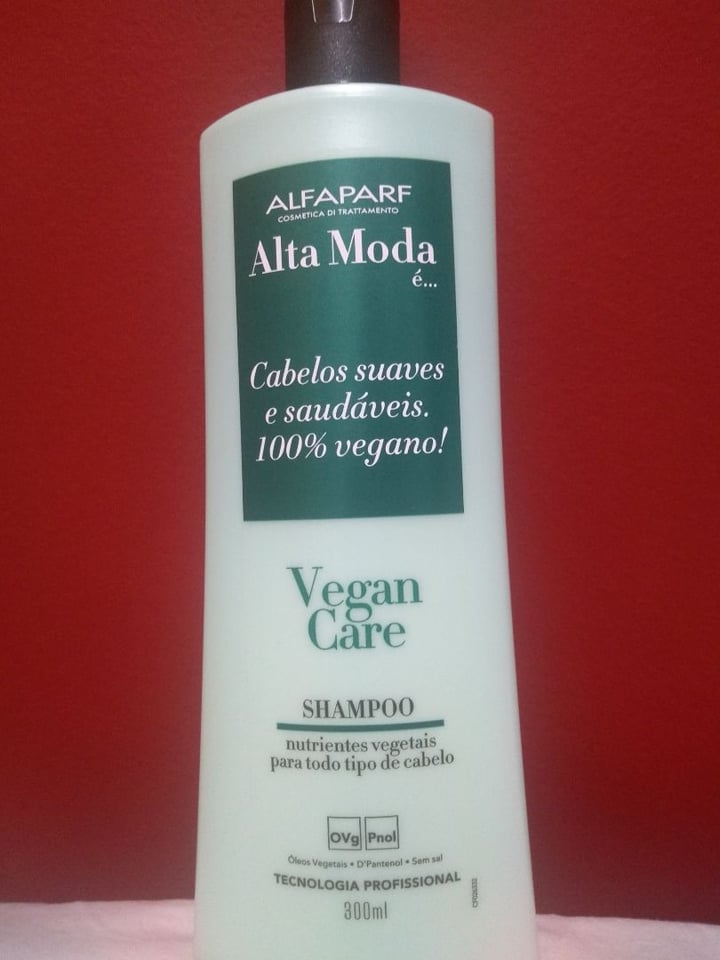 ALFAPARF
COSMETICA DI TRATTAMENTO
Alta Moda
é...
Cabelos suaves
e saudáveis.
100% vegano!
Vegan
Care
SHAMPOO
nutrientes vegetais
para todo tipo de cabelo
OVg Pnol
Óleos Vegetais • D'Pantenol • Sem sal
TECNOLOGIA PROFISSIONAL
300ml